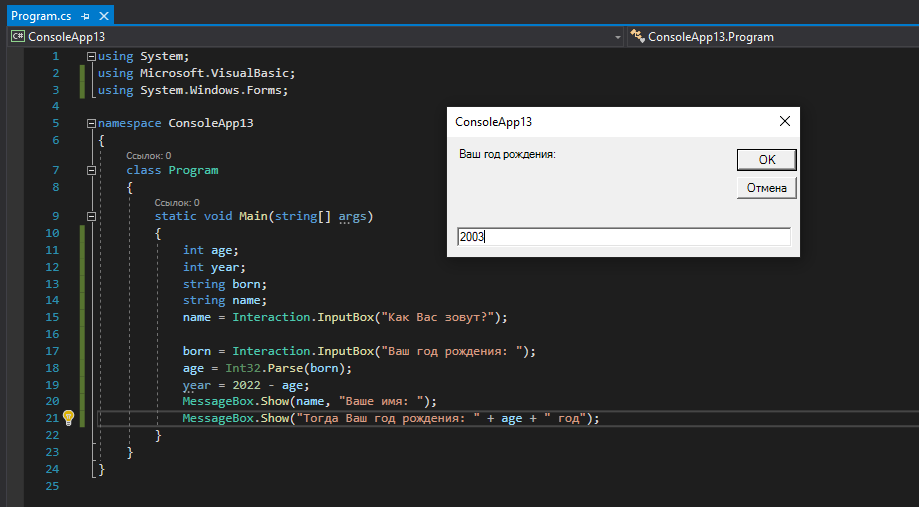 Program.cs
ConsoleApp13
ConsoleApp13.Program
1 using System;
2 using Microsoft.VisualBasic;
3 using System.Windows.Forms;
4
5 namespace ConsoleApp13
6 {
Ссылок: 0
7 class Program
8 {
Ссылок: 0
9 static void Main(string[] args)
10 {
11 int age;
12 int year;
13 string born;
14 string name;
15 name = Interaction.InputBox("Как Вас зовут?");
16
17 born = Interaction.InputBox("Ваш год рождения: ");
18 age = Int32.Parse(born);
19 year = 2022 - age;
20 MessageBox.Show(name, "Ваше имя: ");
21 MessageBox.Show("Тогда Ваш год рождения: " + age + " год");
22 }
23 }
24 }
25
ConsoleApp13
Ваш год рождения:
OK
Отмена
2003